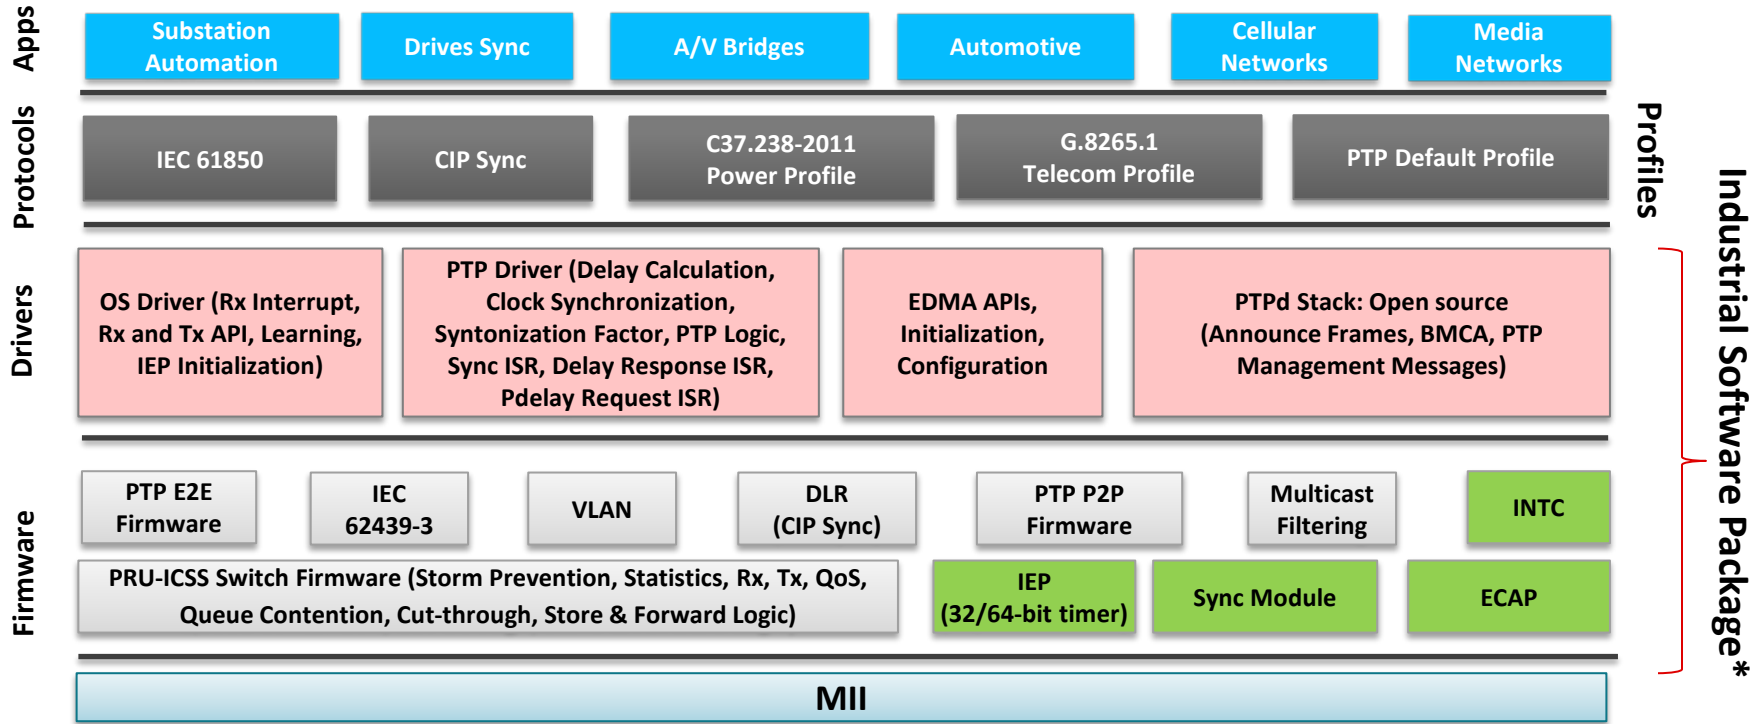 Apps
Substation
Automation
Drives Sync
A/V Bridges
Automotive
Cellular
Networks
Media
Networks
Protocols
IEC 61850
CIP Sync
C37.238-2011
Power Profile
G.8265.1
Telecom Profile
PTP Default Profile
Profiles
Drivers
OS Driver (Rx Interrupt,
Rx and Tx API, Learning,
IEP Initialization)
PTP Driver (Delay Calculation,
Clock Synchronization,
Syntonization Factor, PTP Logic,
Sync ISR, Delay Response ISR,
Pdelay Request ISR)
EDMA APIs,
Initialization,
Configuration
PTPd Stack: Open source
(Announce Frames, BMCA, PTP
Management Messages)
Firmware
PTP E2E
Firmware
IEC
62439-3
VLAN
DLR
(CIP Sync)
PTP P2P
Firmware
Multicast
Filtering
INTC
PRU-ICSS Switch Firmware (Storm Prevention, Statistics, Rx, Tx, QoS,
Queue Contention, Cut-through, Store & Forward Logic)
IEP
(32/64-bit timer)
Sync Module
ECAP
MII
Industrial Software Package*